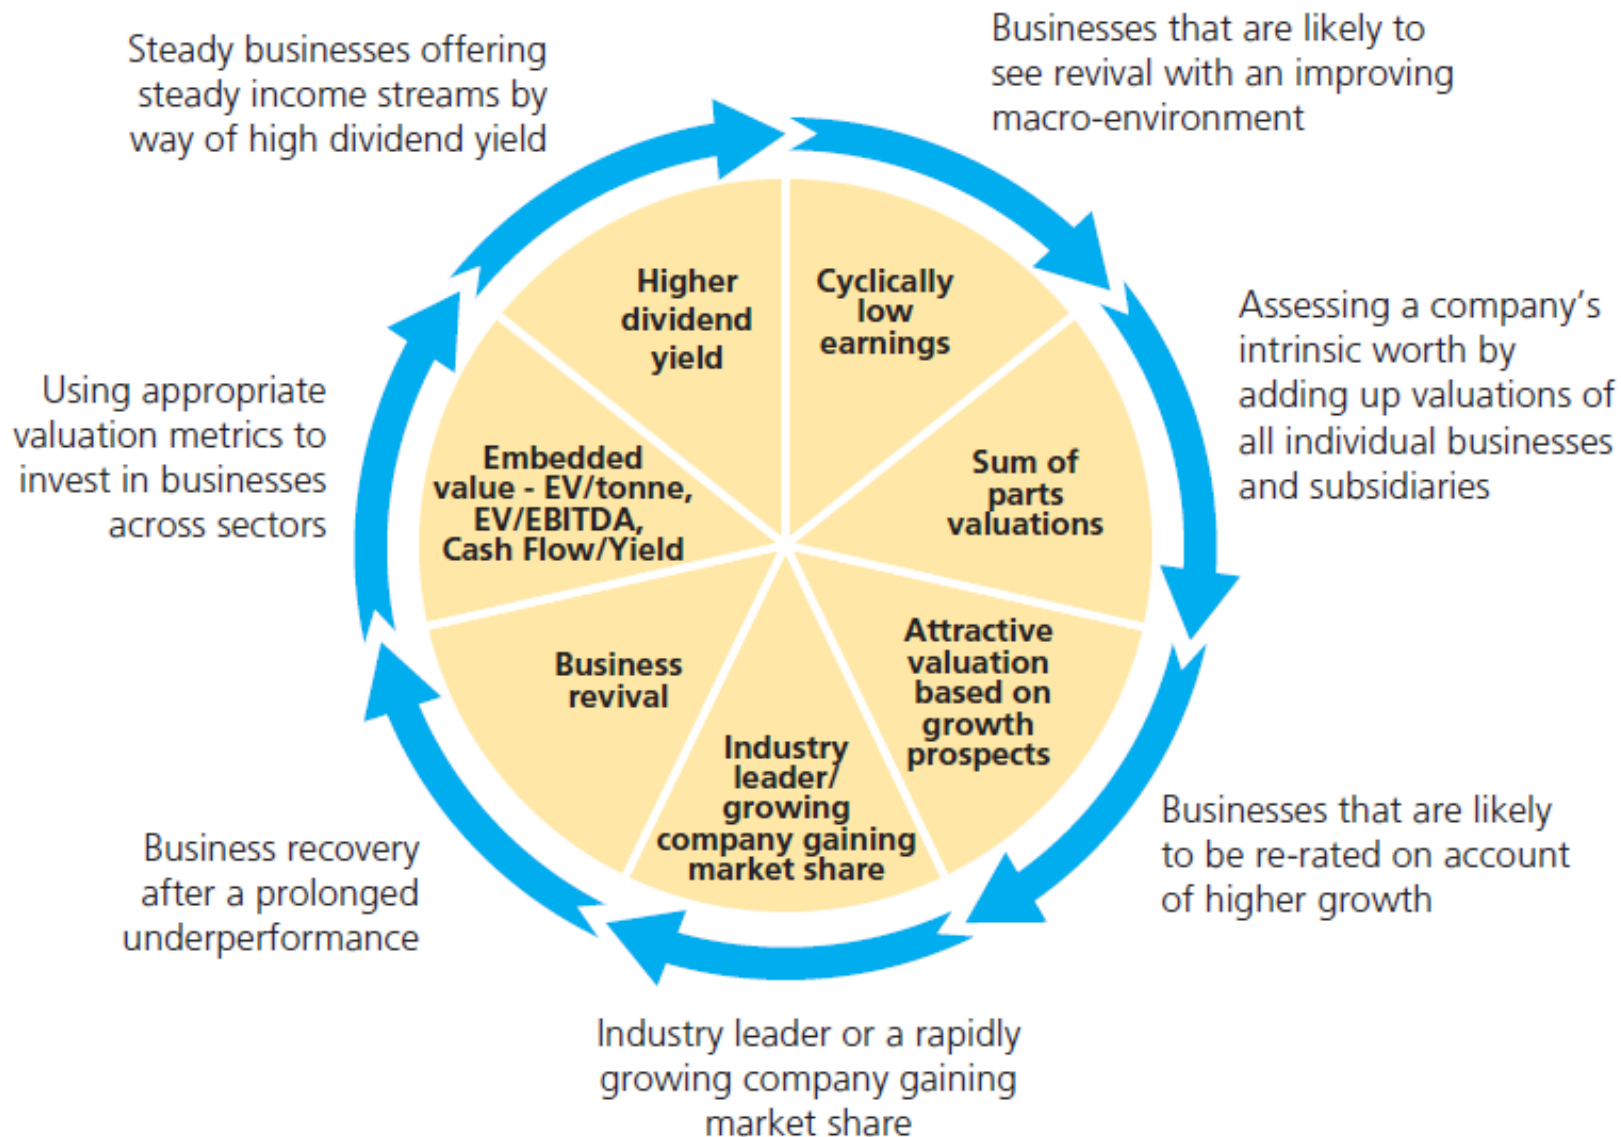 Steady businesses offering
steady income streams by
way of high dividend yield
Businesses that are likely to
see revival with an improving
macro-environment
Higher
dividend
yield
Cyclically
low
earnings
Assessing a company’s
intrinsic worth by
adding up valuations of
all individual businesses
and subsidiaries
Using appropriate
valuation metrics to
invest in businesses
across sectors
Embedded
value - EV/tonne,
EV/EBITDA,
Cash Flow/Yield
Sum of
parts
valuations
Business
revival
Attractive
valuation
based on
growth
prospects
Industry
leader/
growing
company gaining
market share
Business recovery
after a prolonged
underperformance
Businesses that are likely
to be re-rated on account
of higher growth
Industry leader or a rapidly
growing company gaining
market share